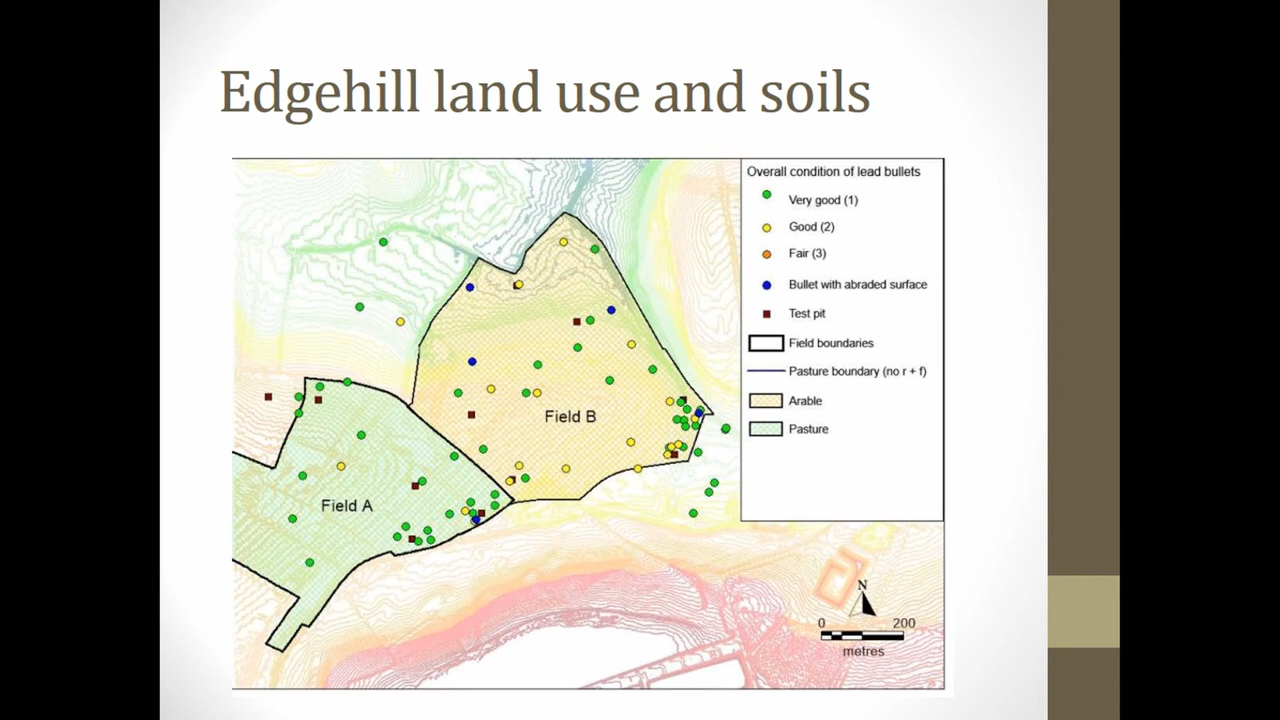 Edgehill land use and soils
Overall condition of lead bullets
Very good (1)
Good (2)
Fair (3)
Bullet with abraded surface
Test pit
Field boundaries
Pasture boundary (no r + f)
Arable
Pasture
Field B
Field A
N
0 200
metres